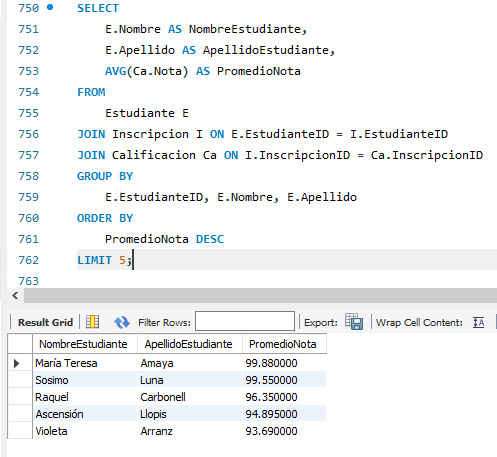 750 SELECT
751 E.Nombre AS NombreEstudiante,
752 E.Apellido AS ApellidoEstudiante,
753 AVG(Ca.Nota) AS PromedioNota
754 FROM
755 Estudiante E
756 JOIN Inscripcion I ON E.EstudianteID = I.EstudianteID
757 JOIN Calificacion Ca ON I.InscripcionID = Ca.InscripcionID
758 GROUP BY
759 E.EstudianteID, E.Nombre, E.Apellido
760 ORDER BY
761 PromedioNota DESC
762 LIMIT 5;
763
Result Grid Filter Rows: Export: Wrap Cell Content:
NombreEstudiante ApellidoEstudiante PromedioNota
María Teresa Amaya 99.880000
Sosimo Luna 99.550000
Raquel Carbonell 96.350000
Ascensión Llopis 94.895000
Violeta Arranz 93.690000